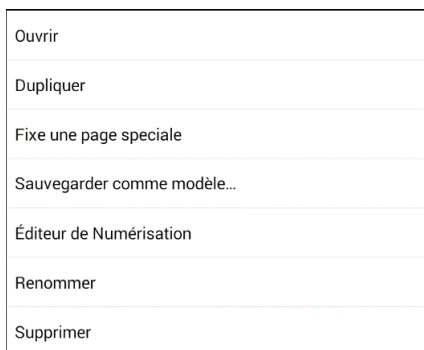 Ouvrir
Dupliquer
Fixe une page speciale
Sauvegarder comme modèle...
Éditeur de Numérisation
Renommer
Supprimer